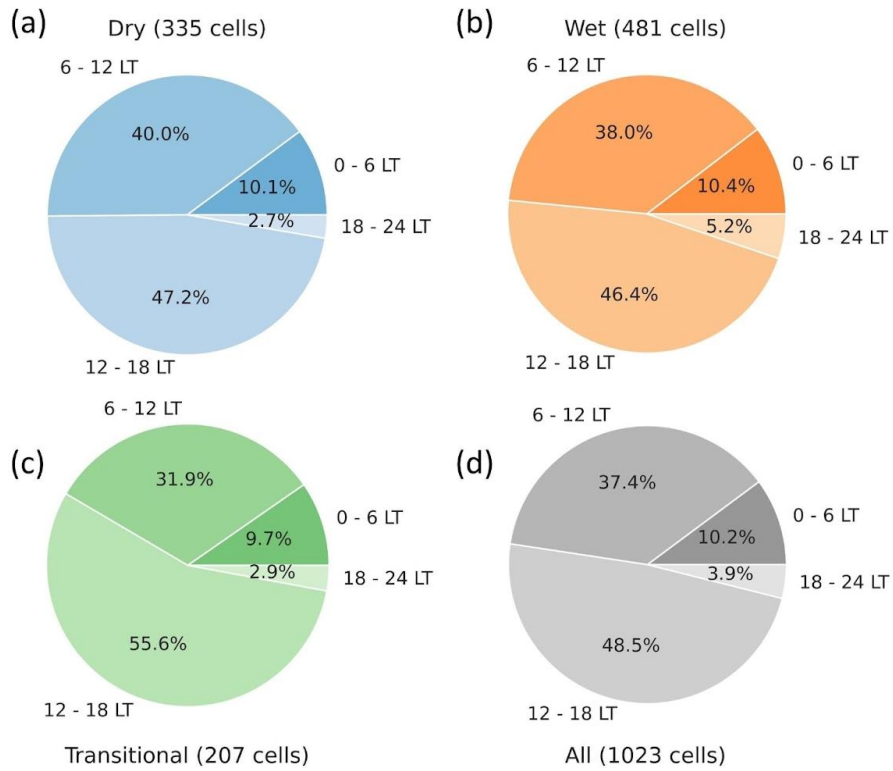 (a)
Dry (335 cells)
6 - 12 LT
40.0%
0 - 6 LT
10.1%
2.7%
18 - 24 LT
47.2%
12 - 18 LT
(b)
Wet (481 cells)
6 - 12 LT
38.0%
0 - 6 LT
10.4%
5.2%
18 - 24 LT
46.4%
12 - 18 LT
(c)
6 - 12 LT
31.9%
0 - 6 LT
9.7%
2.9%
18 - 24 LT
55.6%
12 - 18 LT
Transitional (207 cells)
(d)
6 - 12 LT
37.4%
0 - 6 LT
10.2%
3.9%
18 - 24 LT
48.5%
12 - 18 LT
All (1023 cells)